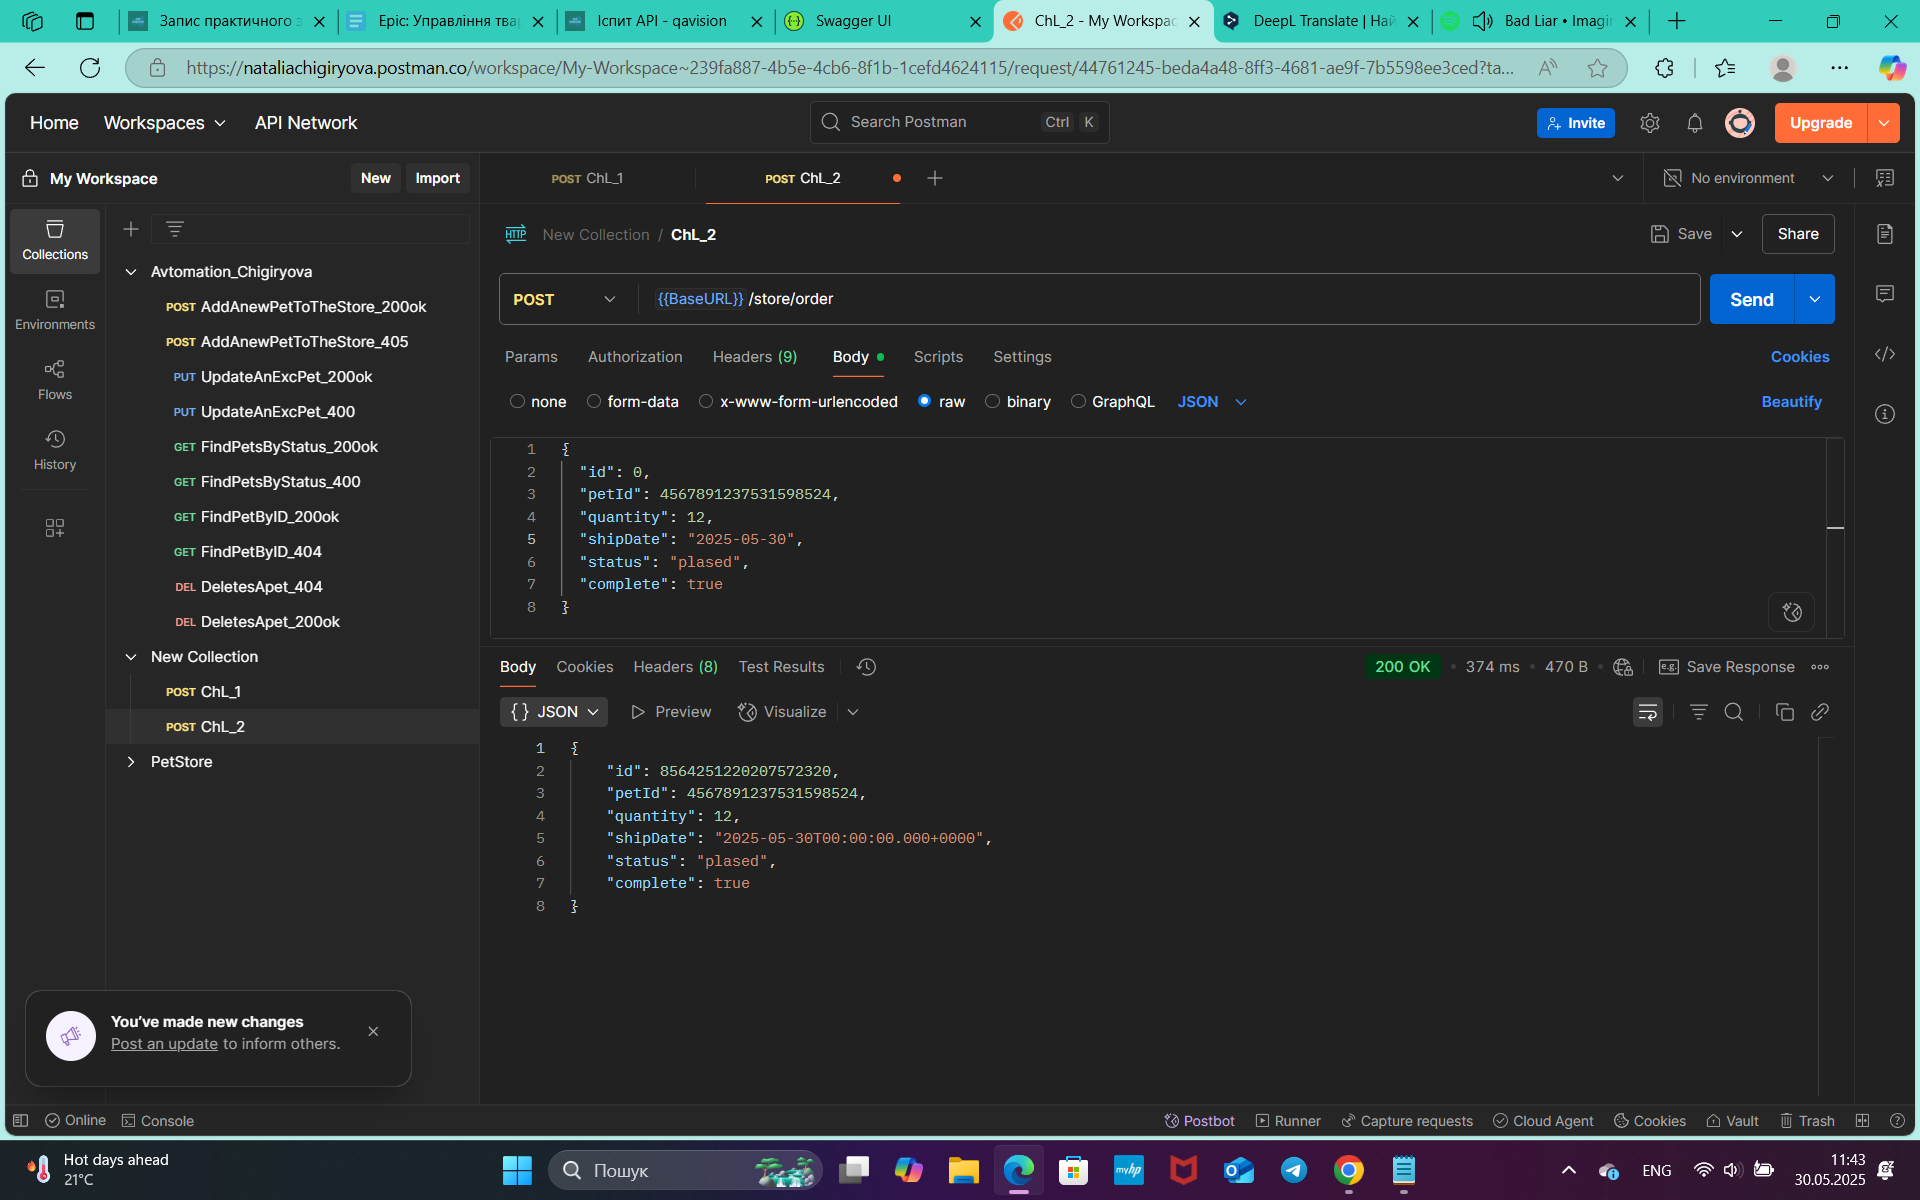 Запис практичного з
Epic: Управління тва
Іспит API - qavision
Swagger UI
ChL_2 - My Workspac
DeepL Translate | Най
Bad Liar • Imagin
https://nataliachigiryova.postman.co/workspace/My-Workspace~239fa887-4b5e-4cb6-8f1b-1cefd4624115/request/44761245-beda4a48-8ff3-4681-ae9f-7b5598ee3ced?ta...
Home Workspaces API Network
Search Postman Ctrl K
Invite Upgrade
My Workspace New Import
POST ChL_1 POST ChL_2
No environment
Collections
Environments
Flows
History
Avtomation_Chigiryova
POST AddAnewPetToTheStore_200ok
POST AddAnewPetToTheStore_405
PUT UpdateAnExcPet_200ok
PUT UpdateAnExcPet_400
GET FindPetsByStatus_200ok
GET FindPetsByStatus_400
GET FindPetByID_200ok
GET FindPetByID_404
DEL DeletesApet_404
DEL DeletesApet_200ok
New Collection
POST ChL_1
POST ChL_2
PetStore
HTTP New Collection / ChL_2
Save Share
POST {{BaseURL}} /store/order Send
Params Authorization Headers (9) Body Scripts Settings Cookies
none form-data x-www-form-urlencoded raw binary GraphQL JSON Beautify
1 {
2 "id": 0,
3 "petId": 4567891237531598524,
4 "quantity": 12,
5 "shipDate": "2025-05-30",
6 "status": "plased",
7 "complete": true
8 }
Body Cookies Headers (8) Test Results
200 OK • 374 ms • 470 B • e.g. Save Response
{} JSON Preview Visualize
1 {
2 "id": 8564251220207572320,
3 "petId": 4567891237531598524,
4 "quantity": 12,
5 "shipDate": "2025-05-30T00:00:00.000+0000",
6 "status": "plased",
7 "complete": true
8 }
You've made new changes
Post an update to inform others.
Online Console
Postbot Runner Capture requests Cloud Agent Cookies Vault Trash
Hot days ahead
21°C
Пошук
myhp
ENG
11:43
30.05.2025